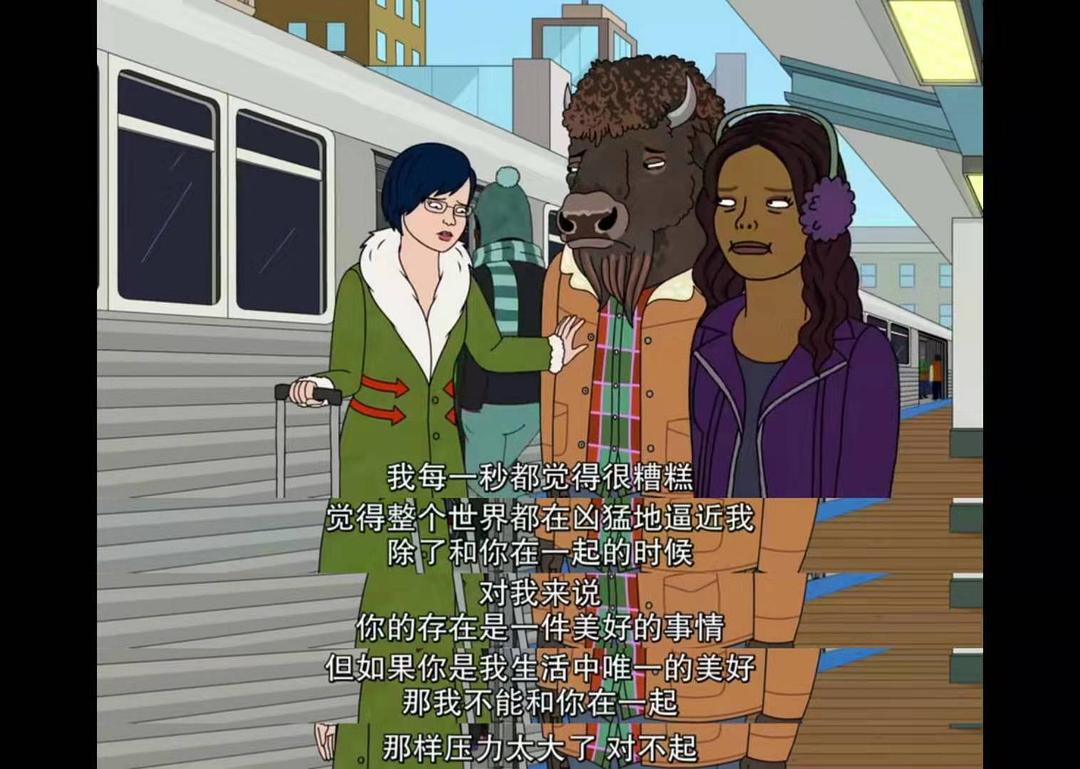 我每一秒都觉得很糟糕
觉得整个世界都在凶猛地逼近我
除了和你在一起的时候
对我来说
你的存在是一件美好的事情
但如果你是我生活中唯一的美好
那我不能和你在一起
那样压力太大了 对不起